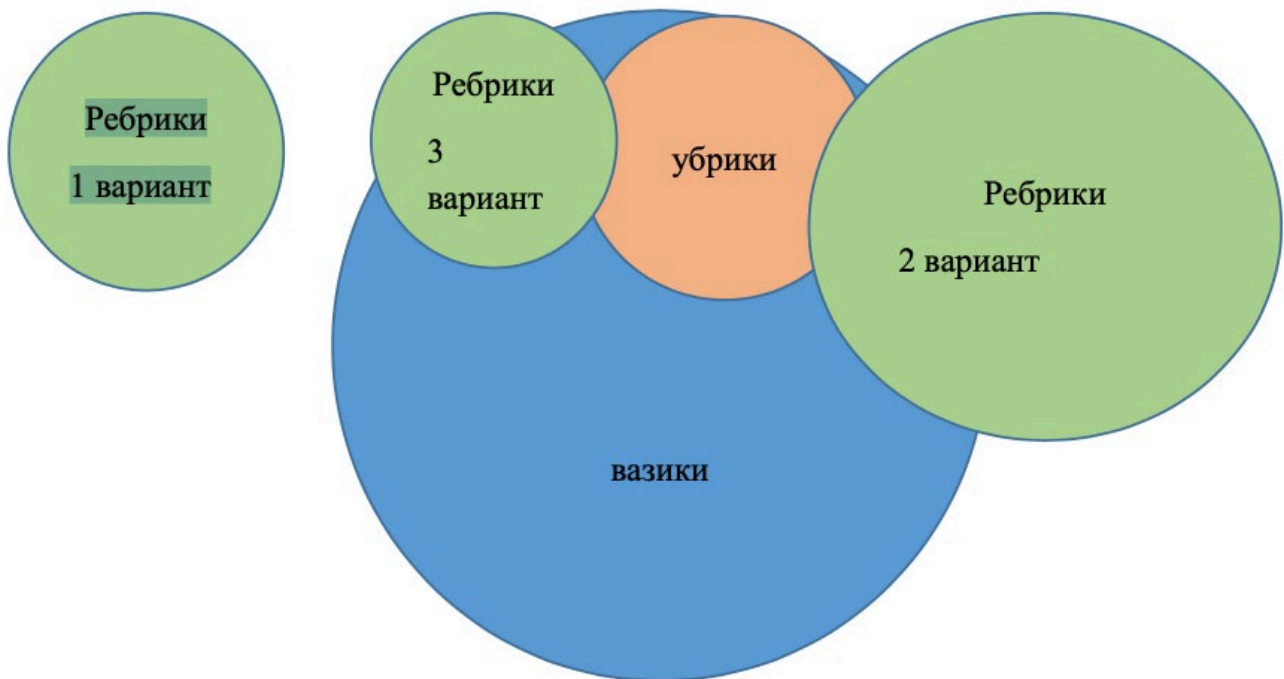 Ребрики
1 вариант
Ребрики
3
вариант
убрики
Ребрики
2 вариант
вазики